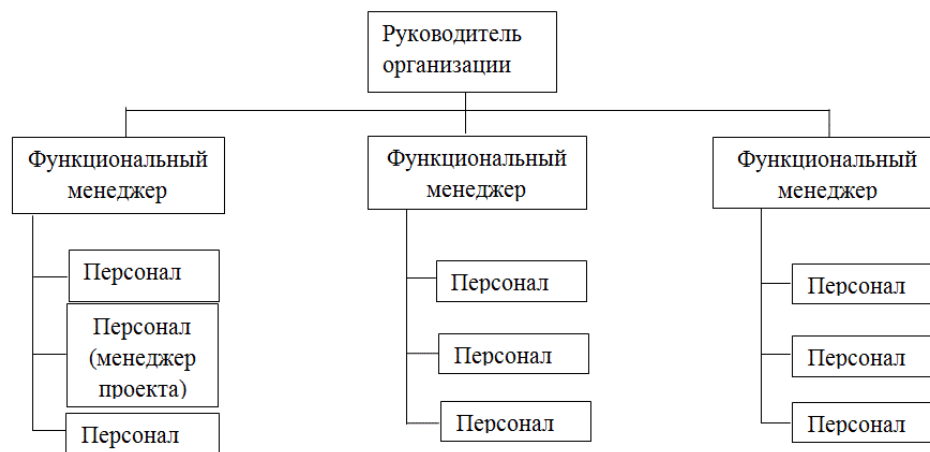 Руководитель
организации
Функциональный
менеджер
Функциональный
менеджер
Функциональный
менеджер
Персонал
Персонал
(менеджер
проекта)
Персонал
Персонал
Персонал
Персонал
Персонал
Персонал
Персонал